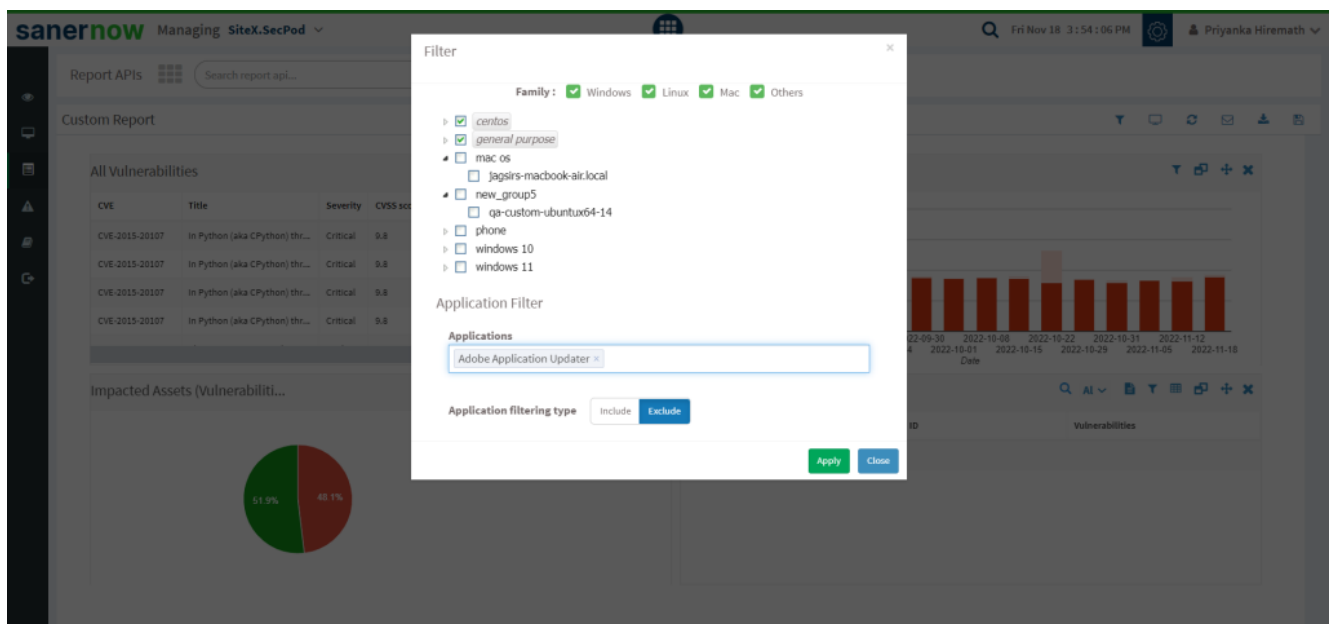 sanernow Managing SiteX.SecPod
Fri Nov 18 3:54:06 PM
Priyanka Hiremath
Report APIs
Search report api...
Custom Report
All Vulnerabilities
CVE Title Severity CVSS sco
CVE-2015-20107 In Python (aka CPython) thr... Critical 9.8
CVE-2015-20107 In Python (aka CPython) thr... Critical 9.8
CVE-2015-20107 In Python (aka CPython) thr... Critical 9.8
CVE-2015-20107 In Python (aka CPython) thr... Critical 9.8
Impacted Assets (Vulnerabiliti...
51.9%
48.1%
Filter
×
Family : Windows Linux Mac Others
centos
general purpose
mac os
jagsirs-macbook-air.local
new_group5
qa-custom-ubuntux64-14
phone
windows 10
windows 11
Application Filter
Applications
Adobe Application Updater ×
Application filtering type Include Exclude
Apply Close
22-09-30 2022-10-08 2022-10-22 2022-10-31 2022-11-12
4 2022-10-01 2022-10-15 2022-10-29 2022-11-05 2022-11-18
Date
AI
ID Vulnerabilities